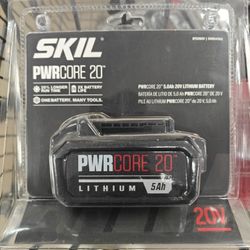 SKIL
PWRCORE 20™
25% LONGER RUN TIME
2X BATTERY LIFE
ONE BATTERY. MANY TOOLS.
PWRCORE 20™ 5.0Ah 20V LITHIUM BATTERY
BATERÍA DE LITIO DE 5,0 Ah PWRCORE 20™ DE 20 V
PILE AU LITHIUM PWRCORE 20™ de 20 V, 5.0 Ah
PWRCORE 20™
LITHIUM
5Ah
20V